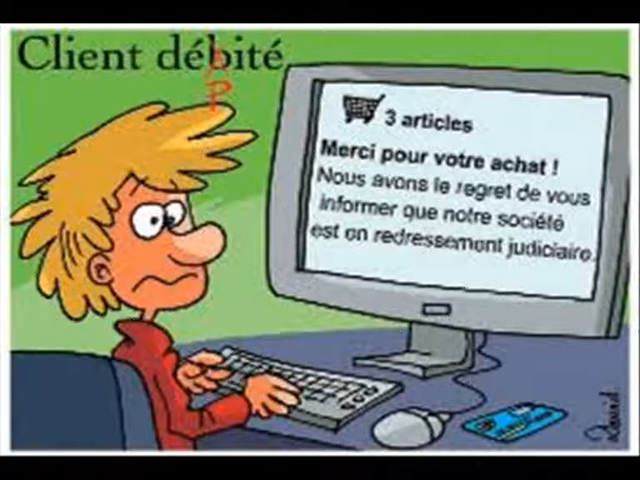 Client débité
p
3 articles
Merci pour votre achat !
Nous avons le regret de vous
informer que notre société
est en redressement judiciaire.